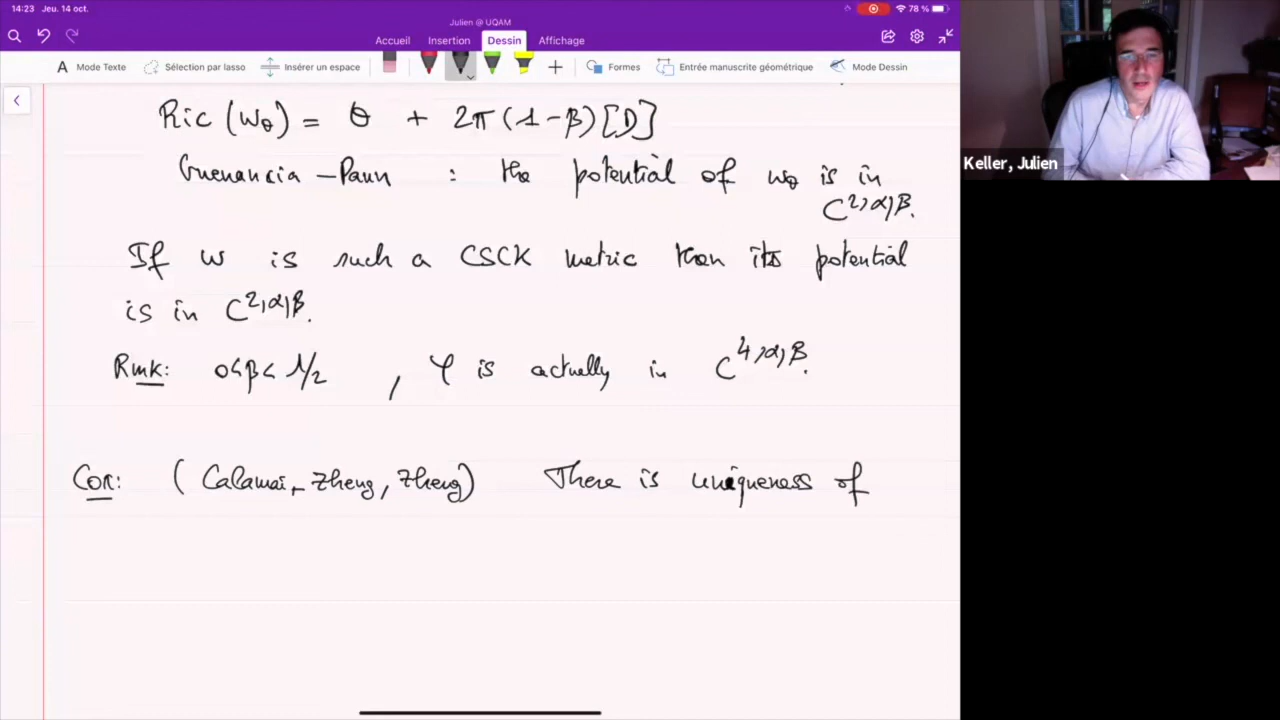 14:23 Jeu. 14 oct.
78 %
Julien @ UQAM
Accueil Insertion Dessin Affichage
Mode Texte Sélection par lasso Insérer un espace Formes Entrée manuscrite géométrique Mode Dessin
Ric (ωθ) = θ + 2π(1-β)[D]
Guenancia - Paun : the potential of ωθ is in
C^{2,α,β}.
If ω is such a CSCK metric then its potential
is in C^{2,α,β}.
Rmk: 0<β<1/2 , φ is actually in C^{4,α,β}.
Cor: (Calamai - Zheng, Zheng) There is uniqueness of
Keller, Julien